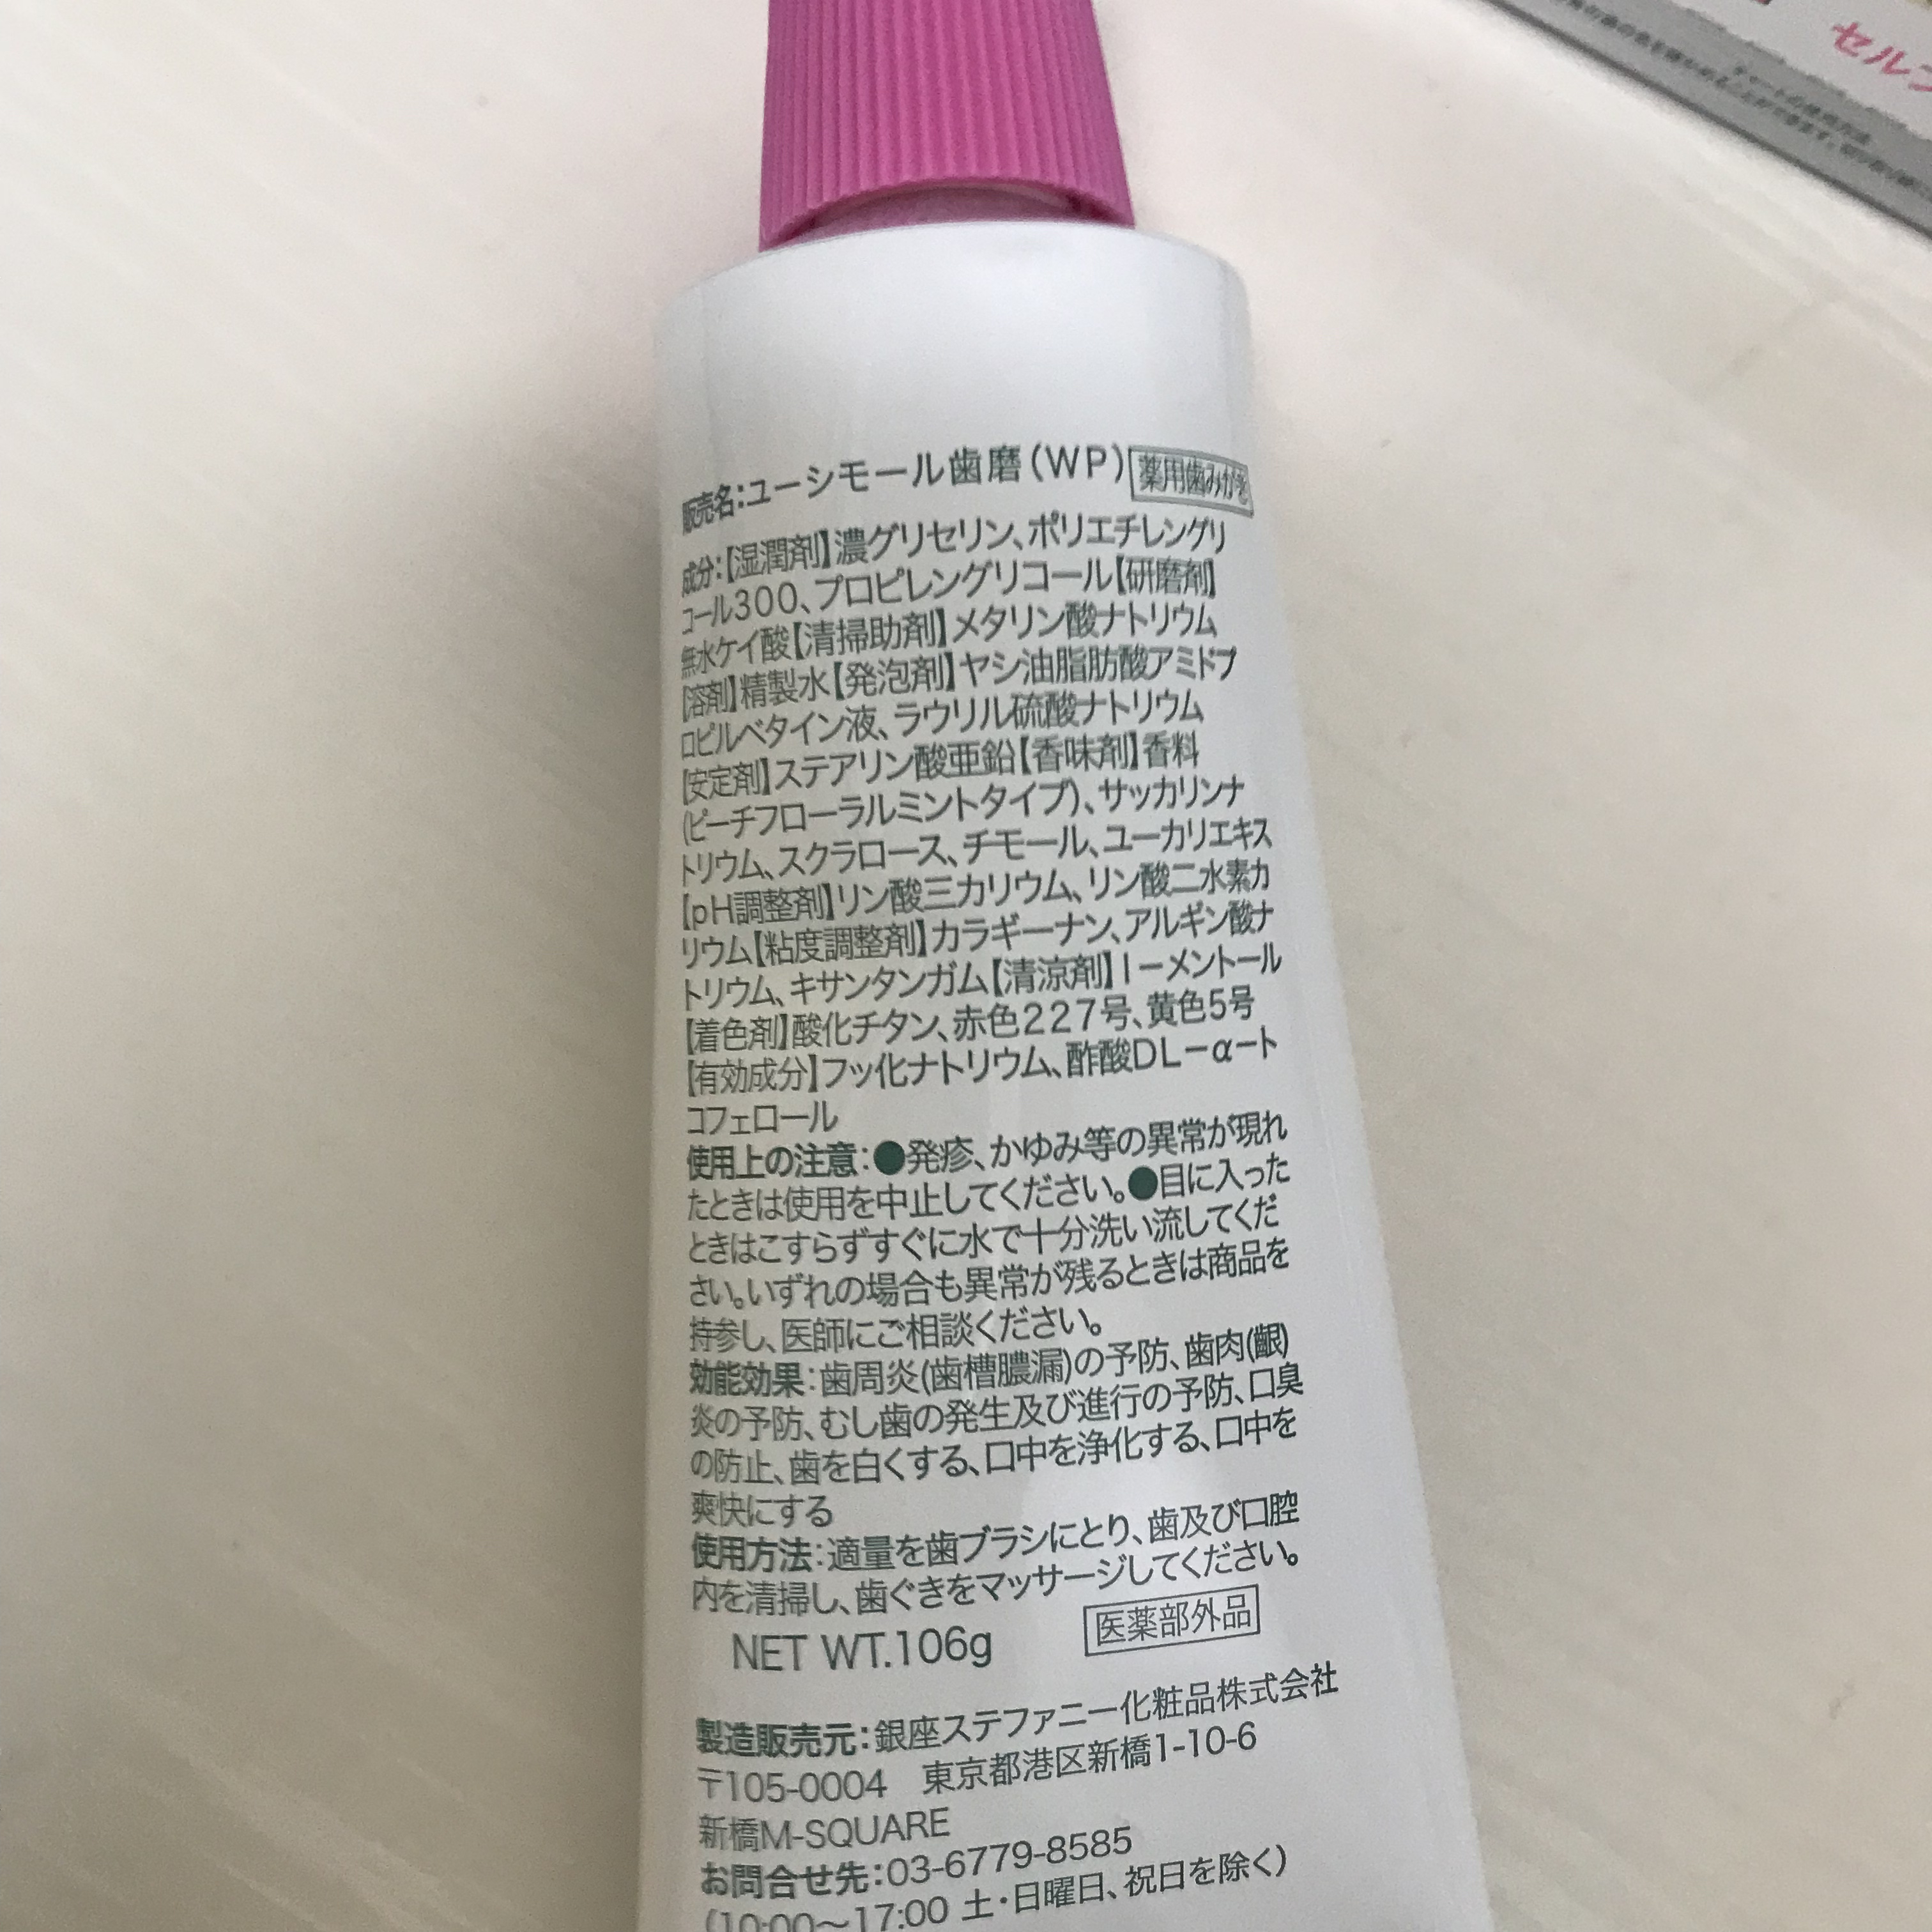 セルフ
販売名:ユーシモール歯磨(WP) 薬用歯みがき
成分:【湿潤剤】濃グリセリン、ポリエチレングリ
コール300、プロピレングリコール【研磨剤】
無水ケイ酸【清掃助剤】メタリン酸ナトリウム
【溶剤】精製水【発泡剤】ヤシ油脂肪酸アミドプ
ロピルベタイン液、ラウリル硫酸ナトリウム
【安定剤】ステアリン酸亜鉛【香味剤】香料
(ピーチフローラルミントタイプ)、サッカリンナ
トリウム、スクラロース、チモール、ユーカリエキス
【pH調整剤】リン酸三カリウム、リン酸二水素カ
リウム【粘度調整剤】カラギーナン、アルギン酸ナ
トリウム、キサンタンガム【清涼剤】l－メントール
【着色剤】酸化チタン、赤色227号、黄色5号
【有効成分】フッ化ナトリウム、酢酸DL－α－ト
コフェロール
使用上の注意:●発疹、かゆみ等の異常が現れ
たときは使用を中止してください。●目に入った
ときはこすらずすぐに水で十分洗い流してくだ
さい。いずれの場合も異常が残るときは商品を
持参し、医師にご相談ください。
効能効果:歯周炎(歯槽膿漏)の予防、歯肉(齦)
炎の予防、むし歯の発生及び進行の予防、口臭
の防止、歯を白くする、口中を浄化する、口中を
爽快にする
使用方法:適量を歯ブラシにとり、歯及び口腔
内を清掃し、歯ぐきをマッサージしてください。
NET WT.106g 医薬部外品
製造販売元:銀座ステファニー化粧品株式会社
〒105-0004 東京都港区新橋1-10-6
新橋M-SQUARE
お問合せ先:03-6779-8585
(10:00〜17:00 土・日曜日、祝日を除く)